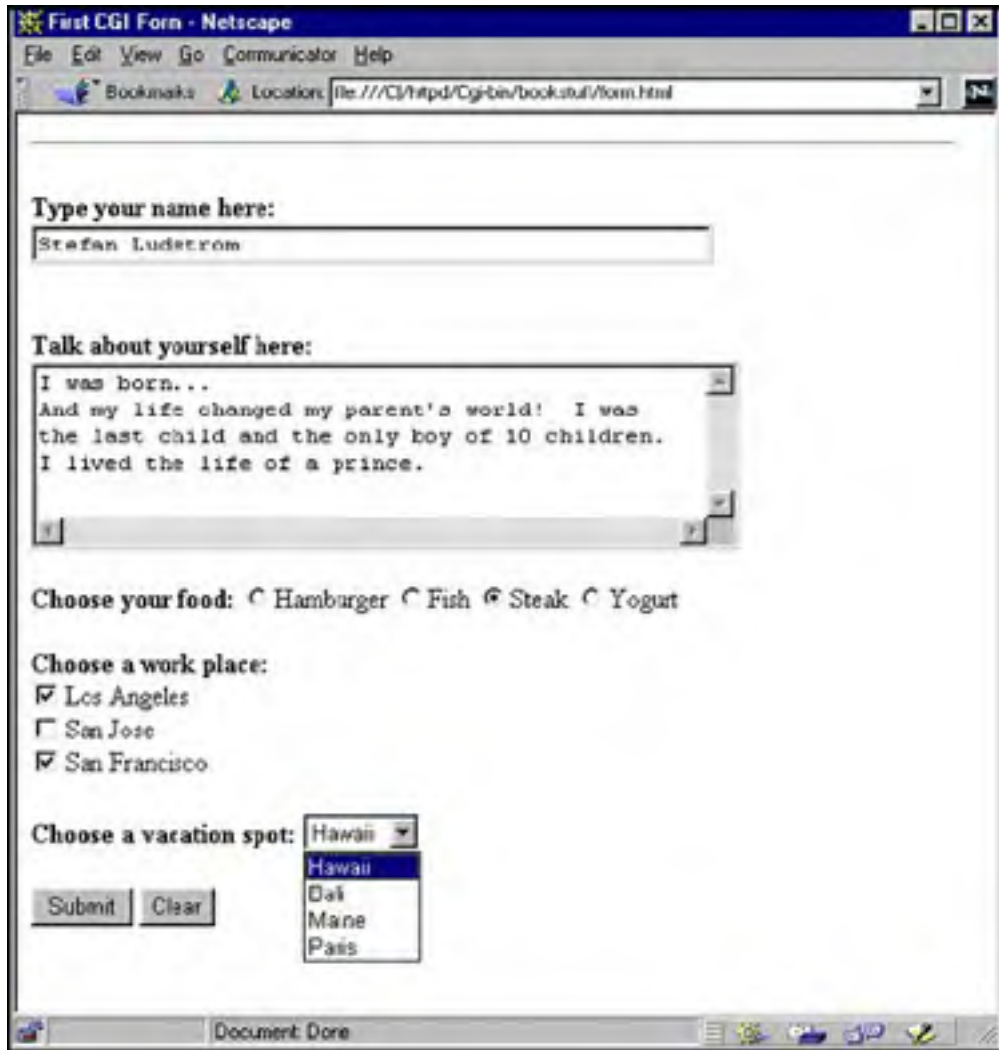 First CGI Form - Netscape
File Edit View Go Communicator Help
Bookmarks Location: file:///C|/httpd/Cgi-bin/bookstuff/form.html
Type your name here:
Stefan Ludstrom
Talk about yourself here:
I was born...
And my life changed my parent's world! I was
the last child and the only boy of 10 children.
I lived the life of a prince.
Choose your food: Hamburger Fish Steak Yogurt
Choose a work place:
Los Angeles
San Jose
San Francisco
Choose a vacation spot: Hawaii
Hawaii
Bali
Maine
Paris
Submit Clear
Document: Done